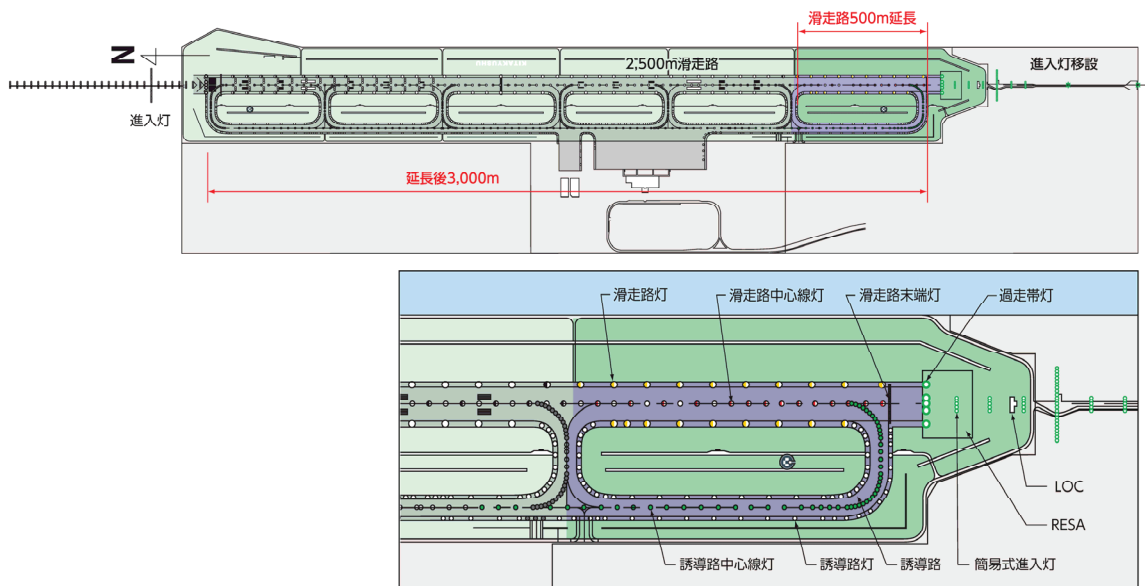 滑走路500m延長
N
2,500m滑走路
進入灯移設
進入灯
延長後3,000m
滑走路灯
滑走路中心線灯
滑走路末端灯
過走帯灯
LOC
RESA
誘導路中心線灯
誘導路灯
誘導路
簡易式進入灯